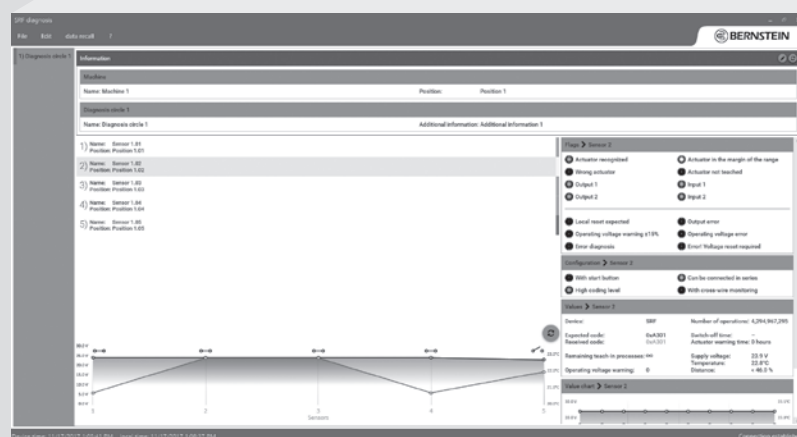 SRF diagnosis
File Edit data recall ?
BERNSTEIN
1) Diagnosis circle 1
Information
Machine
Name: Machine 1 Position: Position 1
Diagnosis circle 1
Name: Diagnosis circle 1 Additional information: Additional information 1
1) Name: Sensor 1.01
Position: Position 1.01
2) Name: Sensor 1.02
Position: Position 1.02
3) Name: Sensor 1.03
Position: Position 1.03
4) Name: Sensor 1.04
Position: Position 1.04
5) Name: Sensor 1.05
Position: Position 1.05
Flags > Sensor 2
Actuator recognized Actuator in the margin of the range
Wrong actuator Actuator not teached
Output 1 Input 1
Output 2 Input 2
Local reset expected Output error
Operating voltage warning ±15% Operating voltage error
Error diagnosis Error! Voltage reset required
Configuration > Sensor 2
With start button Can be connected in series
High coding level With cross-wire monitoring
Values > Sensor 2
Device: SRF Number of operations: 4,294,967,295
Expected code: 0xA301 Switch-off time: --
Received code: 0xA301 Actuator warning time: 0 hours
Remaining teach-in processes: Supply voltage: 23.9 V
Temperature: 22.8°C
Operating voltage warning: 0 Distance: < 46.0 %
Value chart > Sensor 2
1 2 3 4 5
Sensors